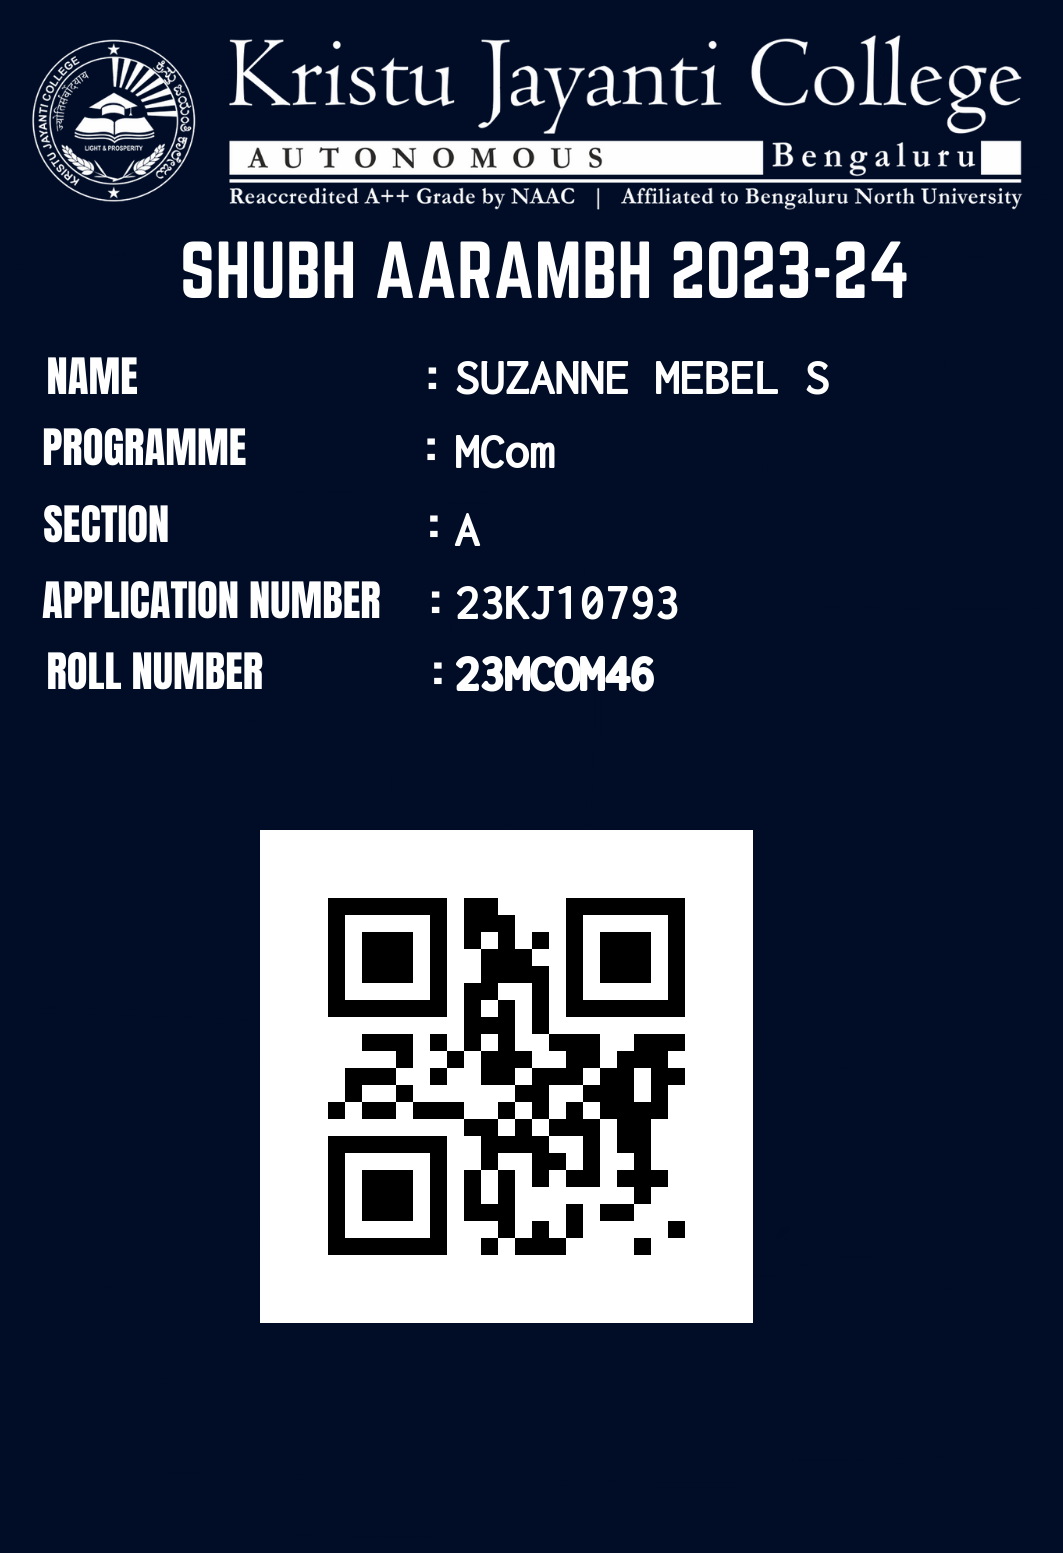 Kristu Jayanti College
AUTONOMOUS Bengaluru
Reaccredited A++ Grade by NAAC | Affiliated to Bengaluru North University
KRISTU JAYANTI COLLEGE
LIGHT & PROSPERITY
SHUBH AARAMBH 2023-24
NAME : SUZANNE MEBEL S
PROGRAMME : MCom
SECTION : A
APPLICATION NUMBER : 23KJ10793
ROLL NUMBER : 23MCOM46